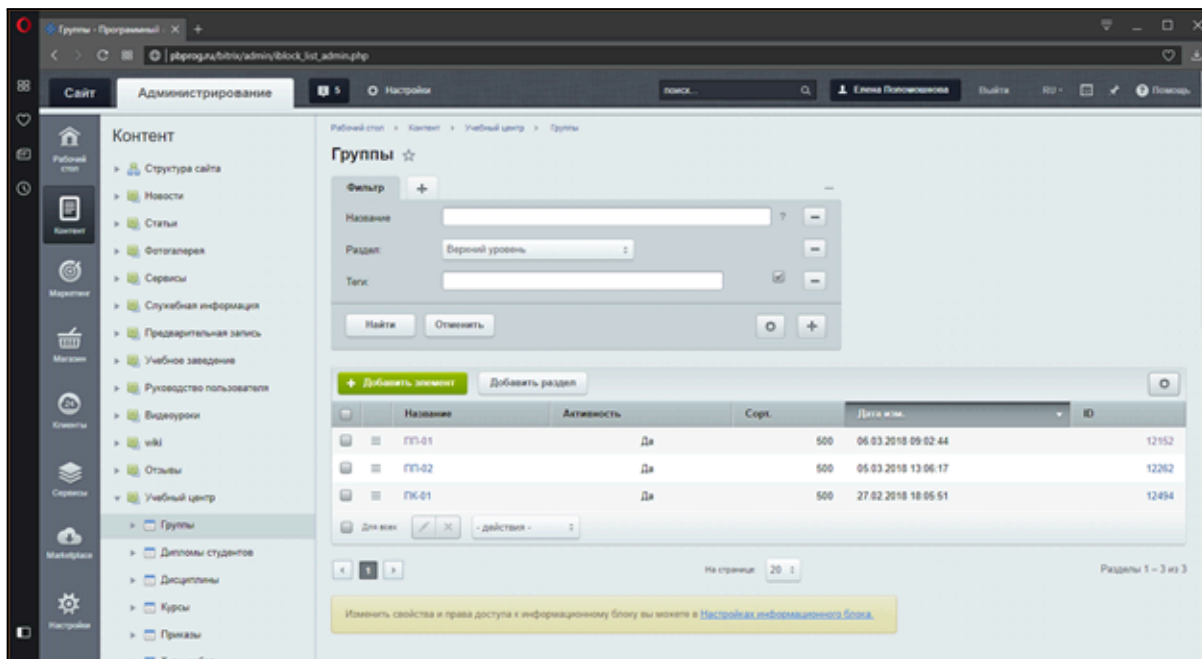 Группы - Программный
pbprog.ru/bitrix/admin/iblock_list_admin.php
Сайт
Администрирование
5
Настройки
поиск...
Елена Поломошнова
Выйти
RU
Помощь
Рабочий стол
Контент
Маркетинг
Магазин
24
Клиенты
Сервисы
Marketplace
Настройки
Контент
Структура сайта
Новости
Статьи
Фотогалерея
Сервисы
Служебная информация
Предварительная запись
Учебное заведение
Руководство пользователя
Видеоуроки
wiki
Отзывы
Учебный центр
Группы
Дипломы студентов
Дисциплины
Курсы
Приказы
Рабочий стол Контент Учебный центр Группы
Группы
Фильтр
Название
?
Раздел: Верхний уровень
Теги:
Найти Отменить
+ Добавить элемент Добавить раздел
Название Активность Сорт. Дата изм. ID
ПП-01 Да 500 06.03.2018 09:02:44 12152
ПП-02 Да 500 05.03.2018 13:06:17 12262
ПК-01 Да 500 27.02.2018 18:05:51 12494
Для всех - действия -
1
На странице: 20
Разделы 1 – 3 из 3
Изменить свойства и права доступа к информационному блоку вы можете в Настройках информационного блока.